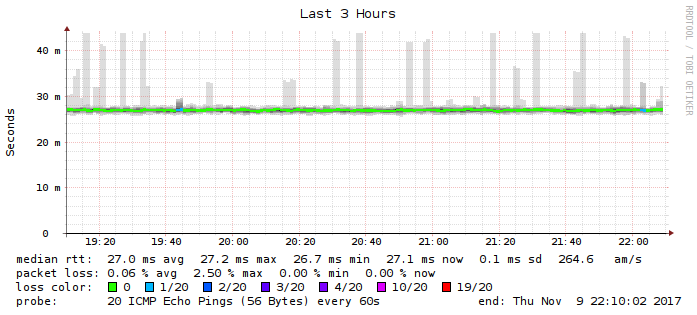 Last 3 Hours
RRDTOOL / TOBI OETIKER
Seconds
40 m
30 m
20 m
10 m
0
19:20 19:40 20:00 20:20 20:40 21:00 21:20 21:40 22:00
median rtt: 27.0 ms avg 27.2 ms max 26.7 ms min 27.1 ms now 0.1 ms sd 264.6 am/s
packet loss: 0.06 % avg 2.50 % max 0.00 % min 0.00 % now
loss color: 0 1/20 2/20 3/20 4/20 10/20 19/20
probe: 20 ICMP Echo Pings (56 Bytes) every 60s end: Thu Nov 9 22:10:02 2017